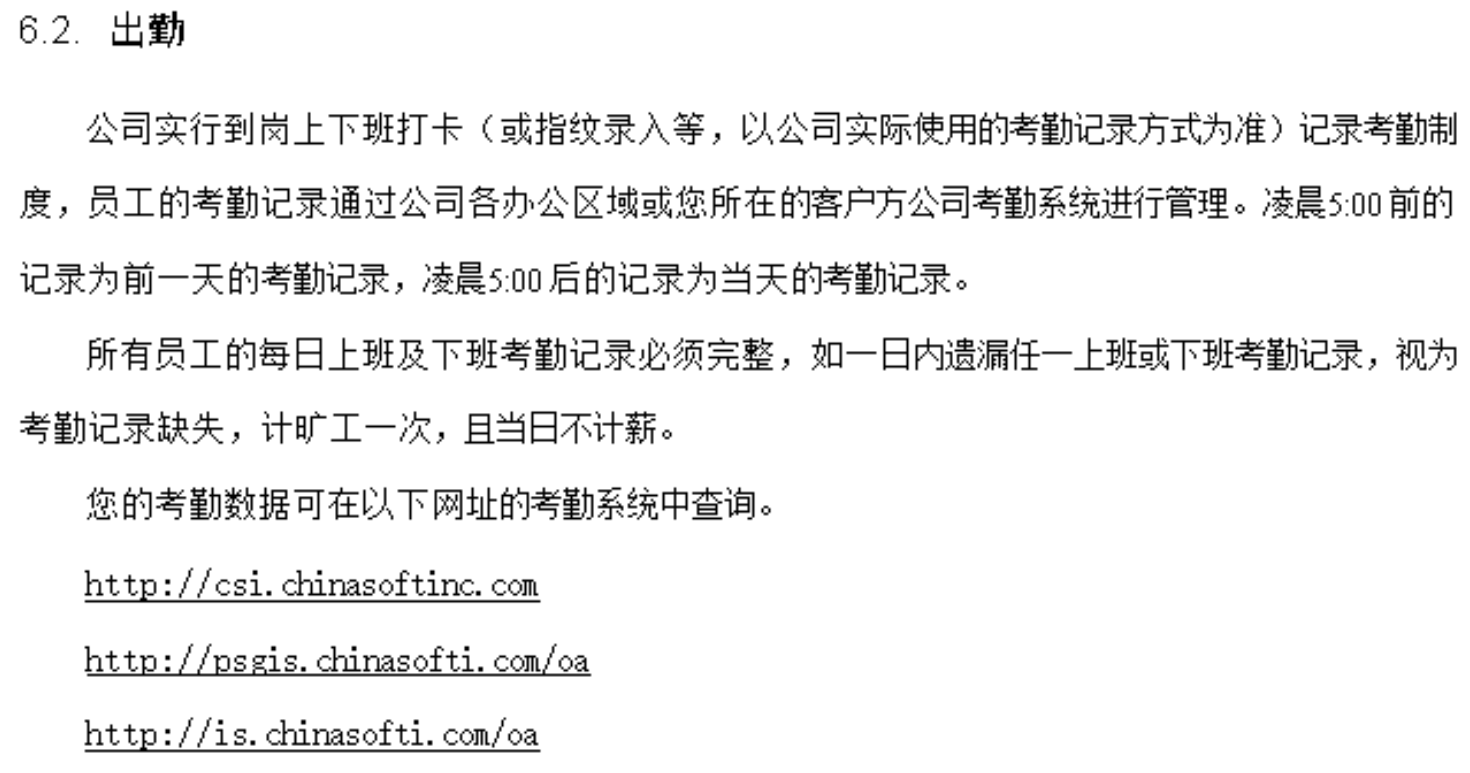 6.2. 出勤
公司实行到岗上下班打卡（或指纹录入等，以公司实际使用的考勤记录方式为准）记录考勤制
度，员工的考勤记录通过公司各办公区域或您所在的客户方公司考勤系统进行管理。凌晨5:00 前的
记录为前一天的考勤记录，凌晨5:00 后的记录为当天的考勤记录。
所有员工的每日上班及下班考勤记录必须完整，如一日内遗漏任一上班或下班考勤记录，视为
考勤记录缺失，计旷工一次，且当日不计薪。
您的考勤数据可在以下网址的考勤系统中查询。
http://csi.chinasoftinc.com
http://psgis.chinasofti.com/oa
http://is.chinasofti.com/oa